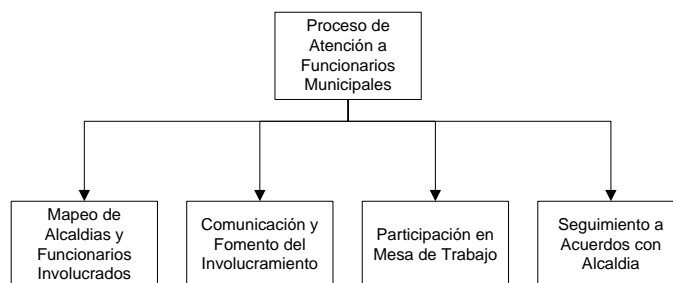 Proceso de
Atención a
Funcionarios
Municipales
Mapeo de
Alcaldias y
Funcionarios
Involucrados
Comunicación y
Fomento del
Involucramiento
Participación en
Mesa de Trabajo
Seguimiento a
Acuerdos con
Alcaldia